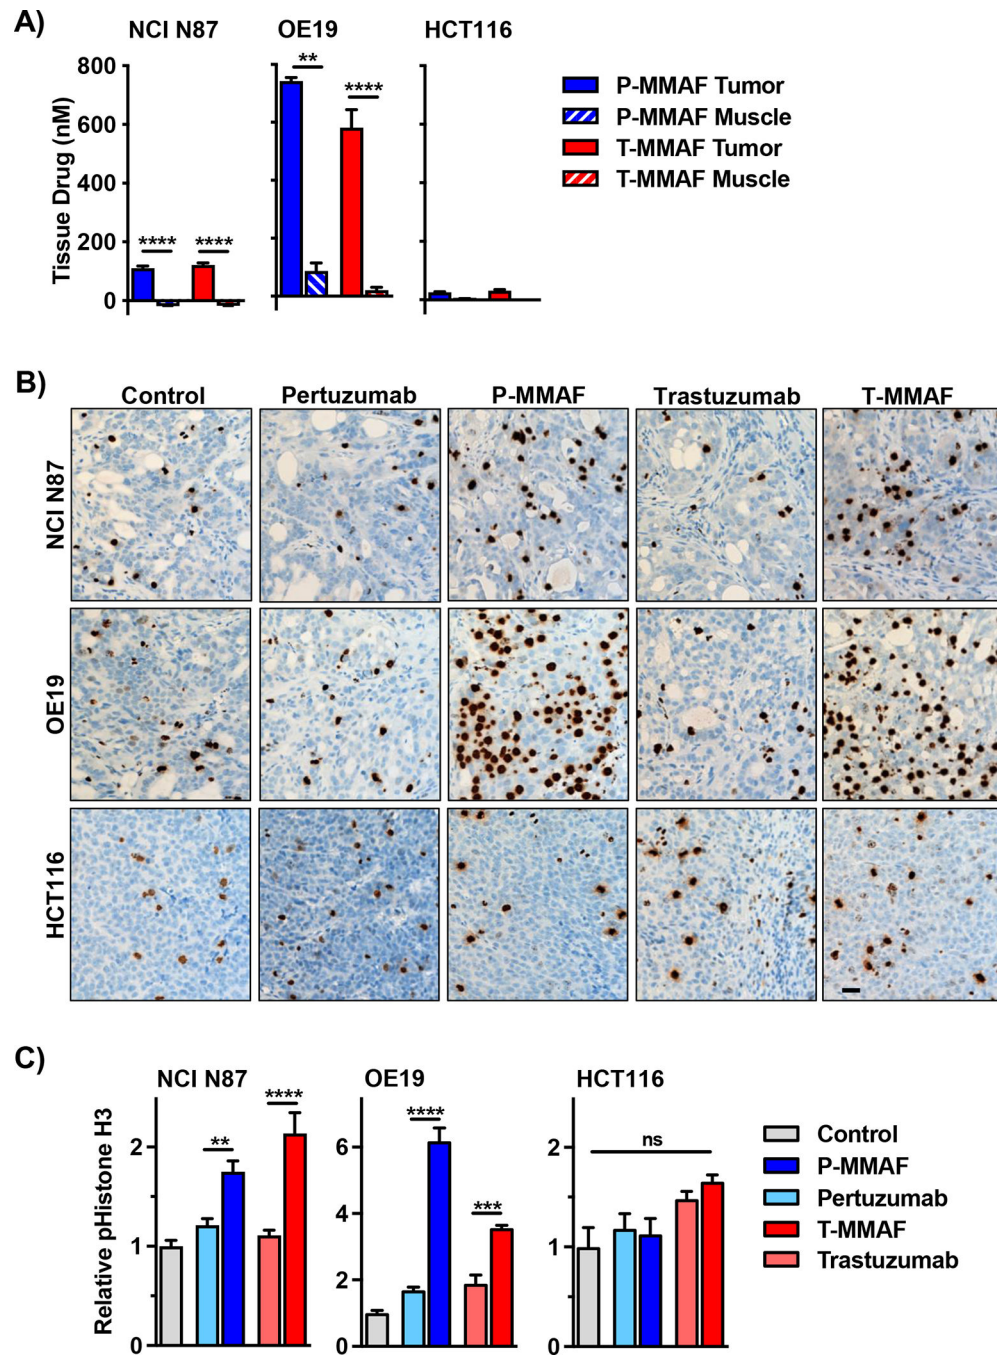 A)
NCI N87 OE19 HCT116
Tissue Drug (nM)
800
600
400
200
0
**** ****
** ****
P-MMAF Tumor
P-MMAF Muscle
T-MMAF Tumor
T-MMAF Muscle
B)
Control Pertuzumab P-MMAF Trastuzumab T-MMAF
NCI N87
OE19
HCT116
C)
NCI N87 OE19 HCT116
Relative pHistone H3
2
1
0
** ****
6
4
2
0
**** ***
2
1
0
ns
Control
P-MMAF
Pertuzumab
T-MMAF
Trastuzumab